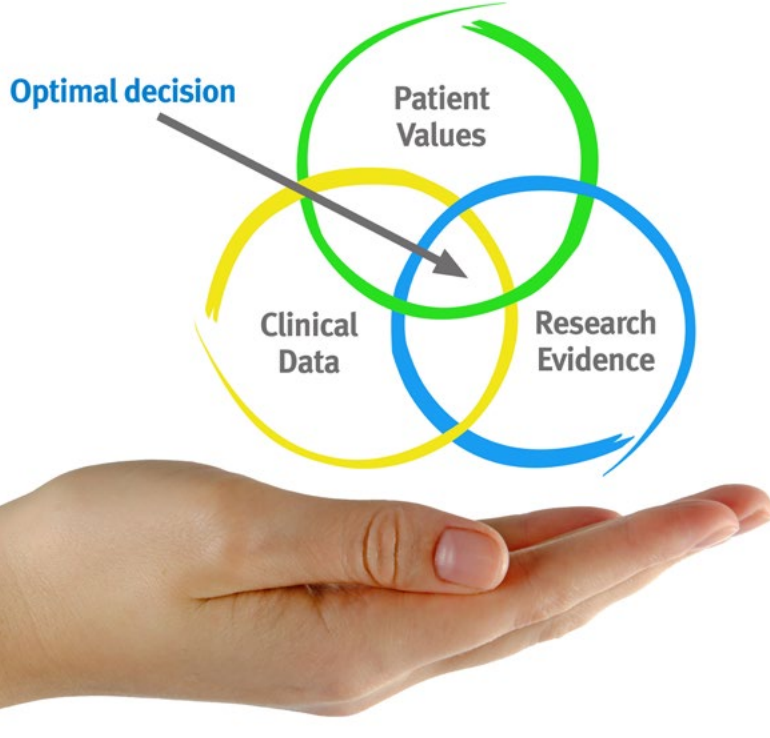 Optimal decision
Patient
Values
Clinical
Data
Research
Evidence